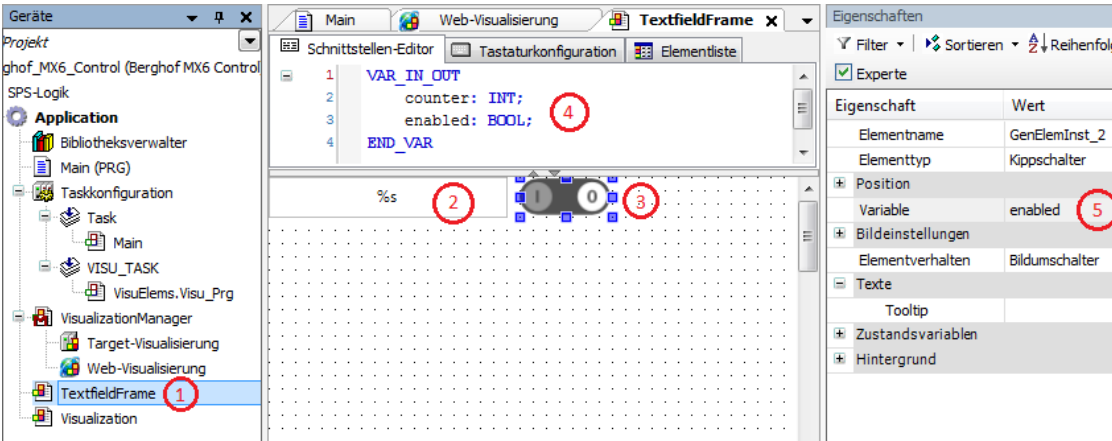 Geräte
Projekt
ghof_MX6_Control (Berghof MX6 Control
SPS-Logik
Application
Bibliotheksverwalter
Main (PRG)
Taskkonfiguration
Task
Main
VISU_TASK
VisuElems.Visu_Prg
VisualizationManager
Target-Visualisierung
Web-Visualisierung
TextfieldFrame 1
Visualization
Main Web-Visualisierung TextfieldFrame X
Schnittstellen-Editor Tastaturkonfiguration Elementliste
1 VAR_IN_OUT
2 counter: INT;
3 enabled: BOOL;
4 END_VAR
4
%s 2 I O 3
Eigenschaften
Filter Sortieren Reihenfolg
Experte
Eigenschaft Wert
Elementname GenElemInst_2
Elementtyp Kippschalter
Position
Variable enabled 5
Bildeinstellungen
Elementverhalten Bildumschalter
Texte
Tooltip
Zustandsvariablen
Hintergrund